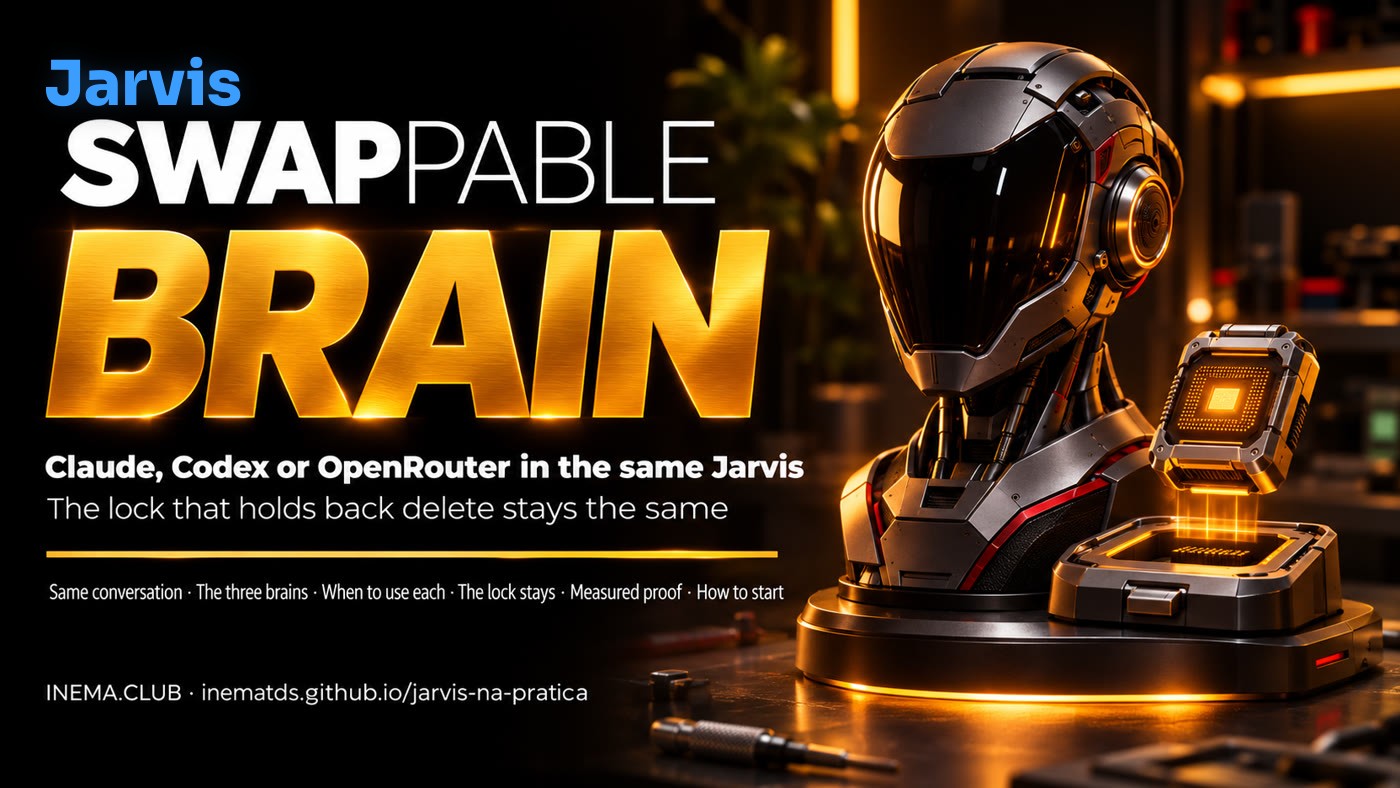 Jarvis
SWAPPABLE
BRAIN
Claude, Codex or OpenRouter in the same Jarvis
The lock that holds back delete stays the same
Same conversation · The three brains · When to use each · The lock stays · Measured proof · How to start
INEMA.CLUB · inematds.github.io/jarvis-na-pratica